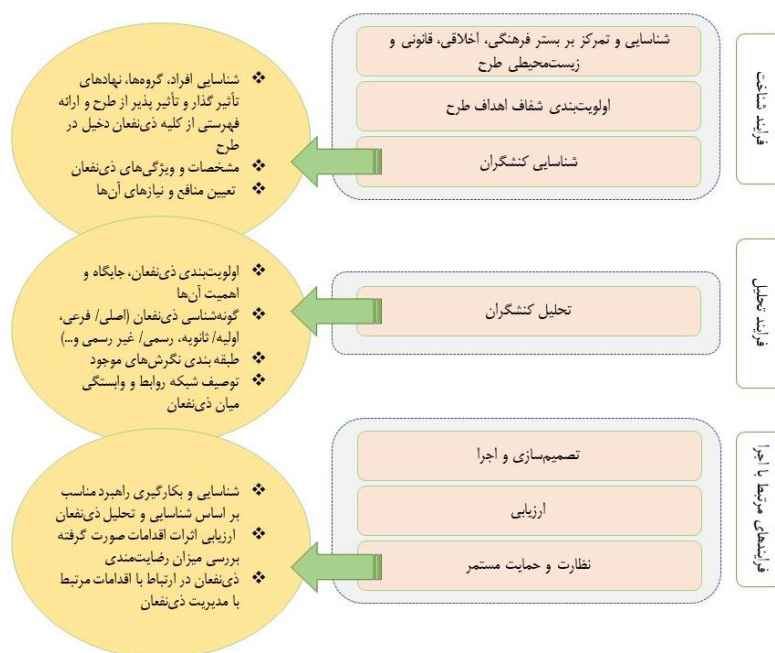 فرایند شناخت
شناسایی و تمرکز بر بستر فرهنگی، اخلاقی، قانونی و
زیست‌محیطی طرح
اولویت‌بندی شفاف اهداف طرح
شناسایی کنشگران
❖ شناسایی افراد، گروه‌ها، نهادهای
تأثیر گذار و تأثیر پذیر از طرح و ارائه
فهرستی از کلیه ذی‌نفعان دخیل در
طرح
❖ مشخصات و ویژگی‌های ذی‌نفعان
❖ تعیین منافع و نیازهای آن‌ها
فرایند تحلیل
تحلیل کنشگران
❖ اولویت‌بندی ذی‌نفعان، جایگاه و
اهمیت آن‌ها
❖ گونه‌شناسی ذی‌نفعان (اصلی/ فرعی،
اولیه/ ثانویه، رسمی/ غیر رسمی و...)
❖ طبقه بندی نگرش‌های موجود
❖ توصیف شبکه روابط و وابستگی
میان ذی‌نفعان
فرایندهای مرتبط با اجرا
تصمیم‌سازی و اجرا
ارزیابی
نظارت و حمایت مستمر
❖ شناسایی و بکارگیری راهبرد مناسب
بر اساس شناسایی و تحلیل ذی‌نفعان
❖ ارزیابی اثرات اقدامات صورت گرفته
بررسی میزان رضایت‌مندی
❖ ذی‌نفعان در ارتباط با اقدامات مرتبط
با مدیریت ذی‌نفعان